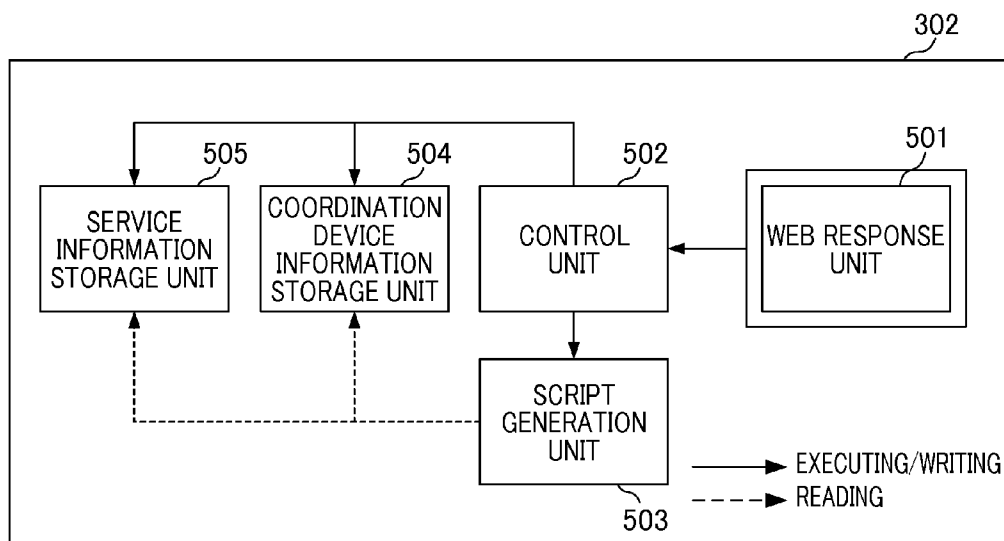 302
505
SERVICE
INFORMATION
STORAGE UNIT
504
COORDINATION
DEVICE
INFORMATION
STORAGE UNIT
502
CONTROL
UNIT
501
WEB RESPONSE
UNIT
SCRIPT
GENERATION
UNIT
503
EXECUTING/WRITING
READING